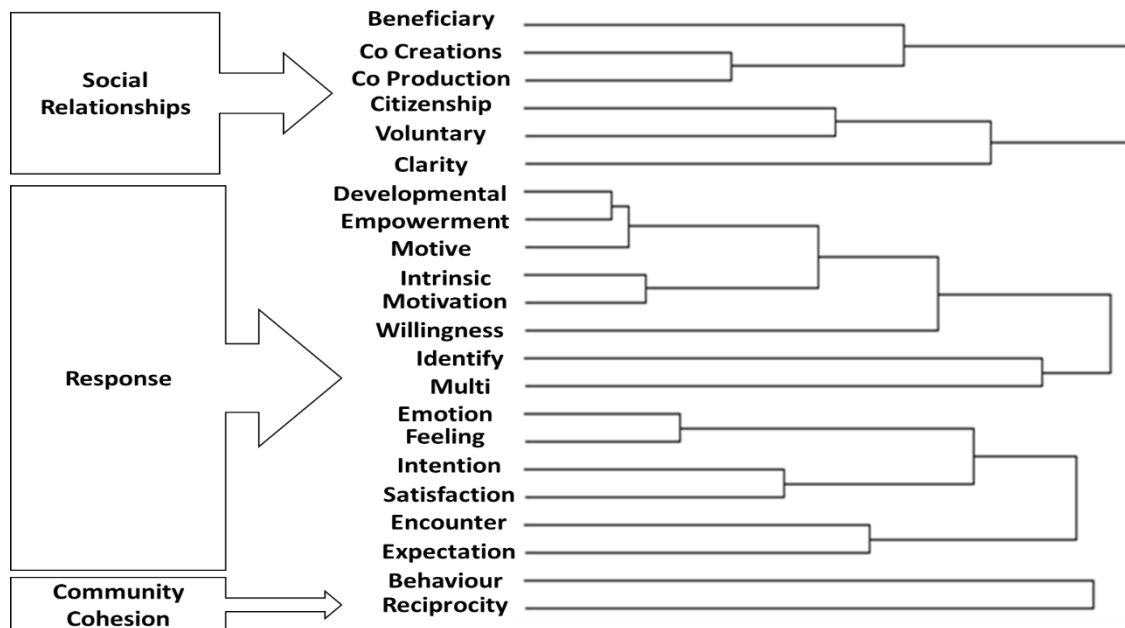 Social
Relationships
Response
Community
Cohesion
Beneficiary
Co Creations
Co Production
Citizenship
Voluntary
Clarity
Developmental
Empowerment
Motive
Intrinsic
Motivation
Willingness
Identify
Multi
Emotion
Feeling
Intention
Satisfaction
Encounter
Expectation
Behaviour
Reciprocity